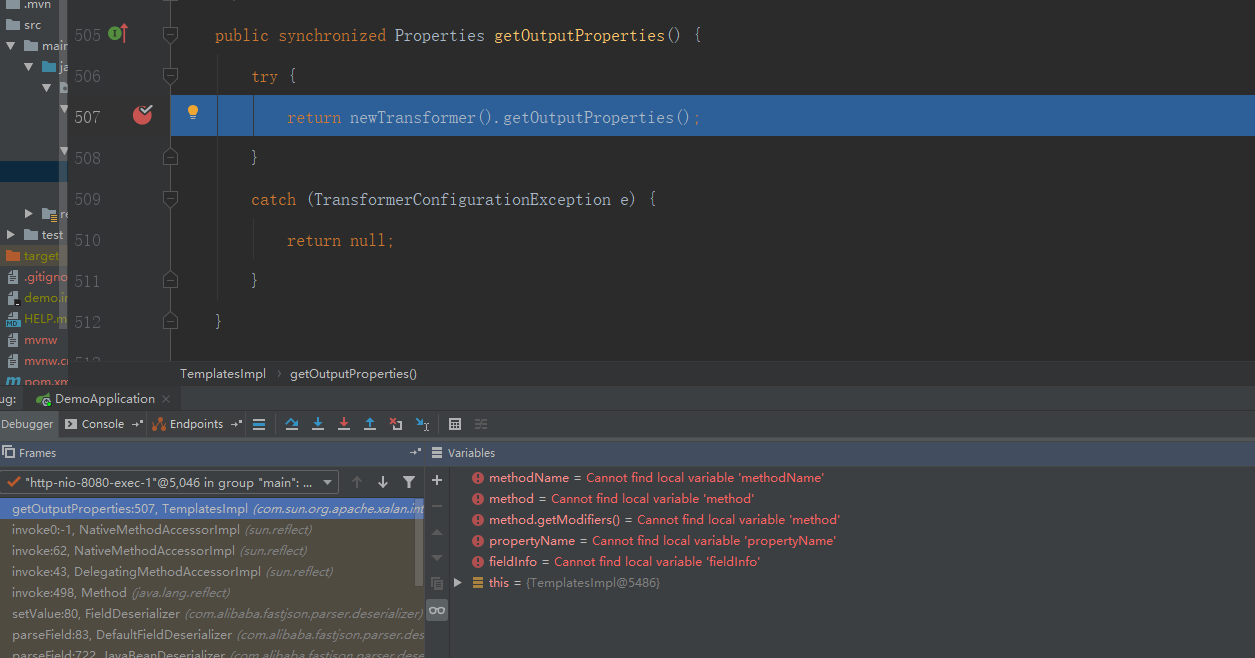 .mvn
src
main
ja
test
target
.gitigno
demo.i
HELP.m
mvnw
mvnw.c
pom.xm
505 public synchronized Properties getOutputProperties() {
506 try {
507 return newTransformer().getOutputProperties();
508 }
509 catch (TransformerConfigurationException e) {
510 return null;
511 }
512 }
TemplatesImpl › getOutputProperties()
ug: DemoApplication ×
Debugger Console Endpoints
Frames
Variables
"http-nio-8080-exec-1"@5,046 in group "main": ...
getOutputProperties:507, TemplatesImpl (com.sun.org.apache.xalan.int
invoke0:-1, NativeMethodAccessorImpl (sun.reflect)
invoke:62, NativeMethodAccessorImpl (sun.reflect)
invoke:43, DelegatingMethodAccessorImpl (sun.reflect)
invoke:498, Method (java.lang.reflect)
setValue:80, FieldDeserializer (com.alibaba.fastjson.parser.deserializer)
parseField:83, DefaultFieldDeserializer (com.alibaba.fastjson.parser.des
parseField:722, JavaBeanDeserializer (com.alibaba.fastjson.parser.dese
methodName = Cannot find local variable 'methodName'
method = Cannot find local variable 'method'
method.getModifiers() = Cannot find local variable 'method'
propertyName = Cannot find local variable 'propertyName'
fieldInfo = Cannot find local variable 'fieldInfo'
this = {TemplatesImpl@5486}